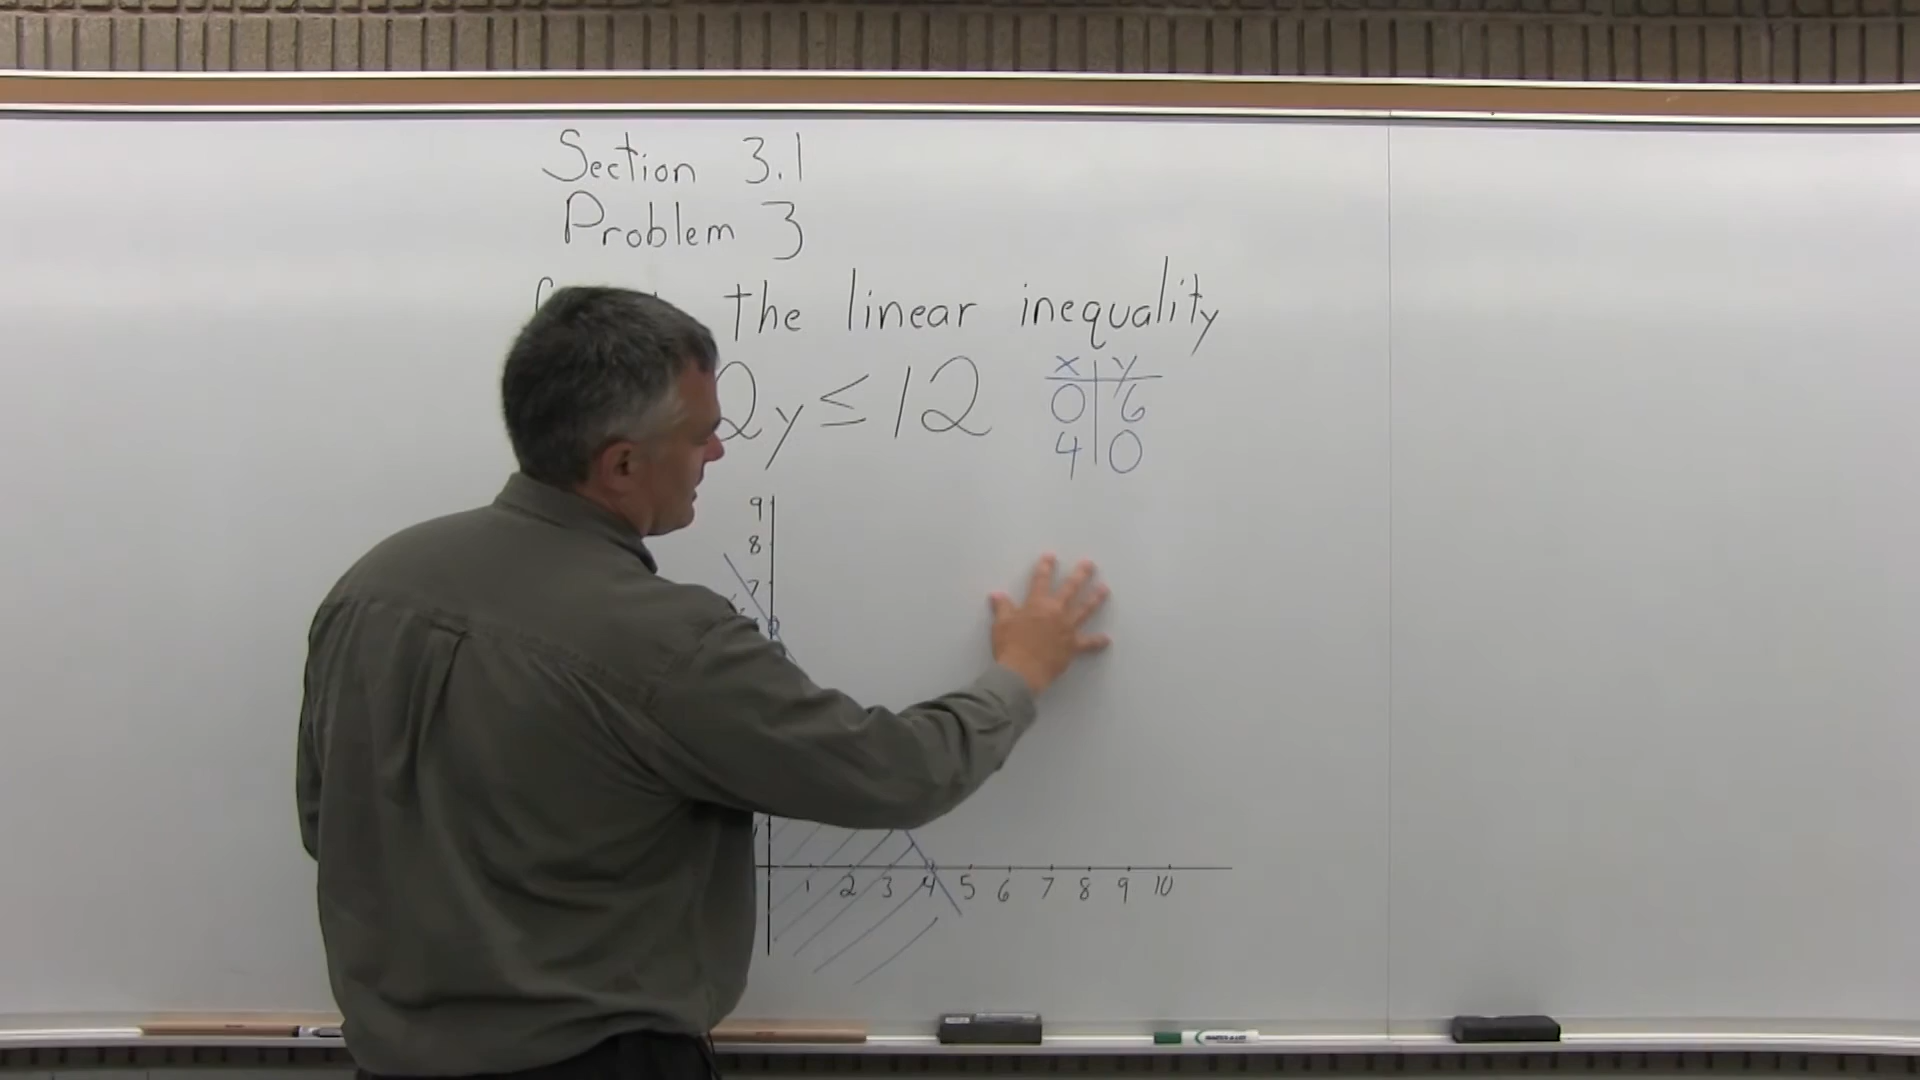 Section 3.1
Problem 3
the linear inequality
2y ≤ 12
x y
0 6
4 0
9
8
7
1 2 3 4 5 6 7 8 9 10